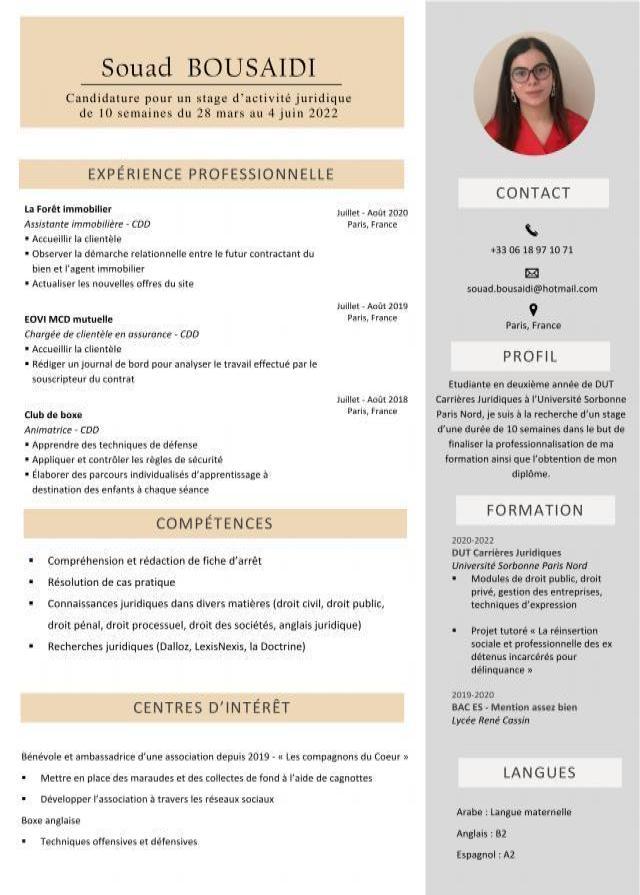 Souad BOUSAIDI
Candidature pour un stage d'activité juridique
de 10 semaines du 28 mars au 4 juin 2022
EXPÉRIENCE PROFESSIONNELLE
La Forêt immobilier
Juillet - Août 2020
Assistante immobilière - CDD
Paris, France
▪ Accueillir la clientèle
▪ Observer la démarche relationnelle entre le futur contractant du
bien et l'agent immobilier
▪ Actualiser les nouvelles offres du site
Juillet - Août 2019
EOVI MCD mutuelle
Paris, France
Chargée de clientèle en assurance - CDD
▪ Accueillir la clientèle
▪ Rédiger un journal de bord pour analyser le travail effectué par le
souscripteur du contrat
Juillet - Août 2018
Club de boxe
Paris, France
Animatrice - CDD
▪ Apprendre des techniques de défense
▪ Appliquer et contrôler les règles de sécurité
▪ Élaborer des parcours individualisés d'apprentissage à
destination des enfants à chaque séance
COMPÉTENCES
▪ Compréhension et rédaction de fiche d'arrêt
▪ Résolution de cas pratique
▪ Connaissances juridiques dans divers matières (droit civil, droit public,
droit pénal, droit processuel, droit des sociétés, anglais juridique)
▪ Recherches juridiques (Dalloz, LexisNexis, la Doctrine)
CENTRES D'INTÉRÊT
Bénévole et ambassadrice d'une association depuis 2019 - « Les compagnons du Coeur »
▪ Mettre en place des maraudes et des collectes de fond à l'aide de cagnottes
▪ Développer l'association à travers les réseaux sociaux
Boxe anglaise
▪ Techniques offensives et défensives
CONTACT
+33 06 18 97 10 71
souad.bousaidi@hotmail.com
Paris, France
PROFIL
Etudiante en deuxième année de DUT
Carrières Juridiques à l'Université Sorbonne
Paris Nord, je suis à la recherche d'un stage
d'une durée de 10 semaines dans le but de
finaliser la professionnalisation de ma
formation ainsi que l'obtention de mon
diplôme.
FORMATION
2020-2022
DUT Carrières Juridiques
Université Sorbonne Paris Nord
▪ Modules de droit public, droit
privé, gestion des entreprises,
techniques d'expression
▪ Projet tutoré « La réinsertion
sociale et professionnelle des ex
détenus incarcérés pour
délinquance »
2019-2020
BAC ES - Mention assez bien
Lycée René Cassin
LANGUES
Arabe : Langue maternelle
Anglais : B2
Espagnol : A2